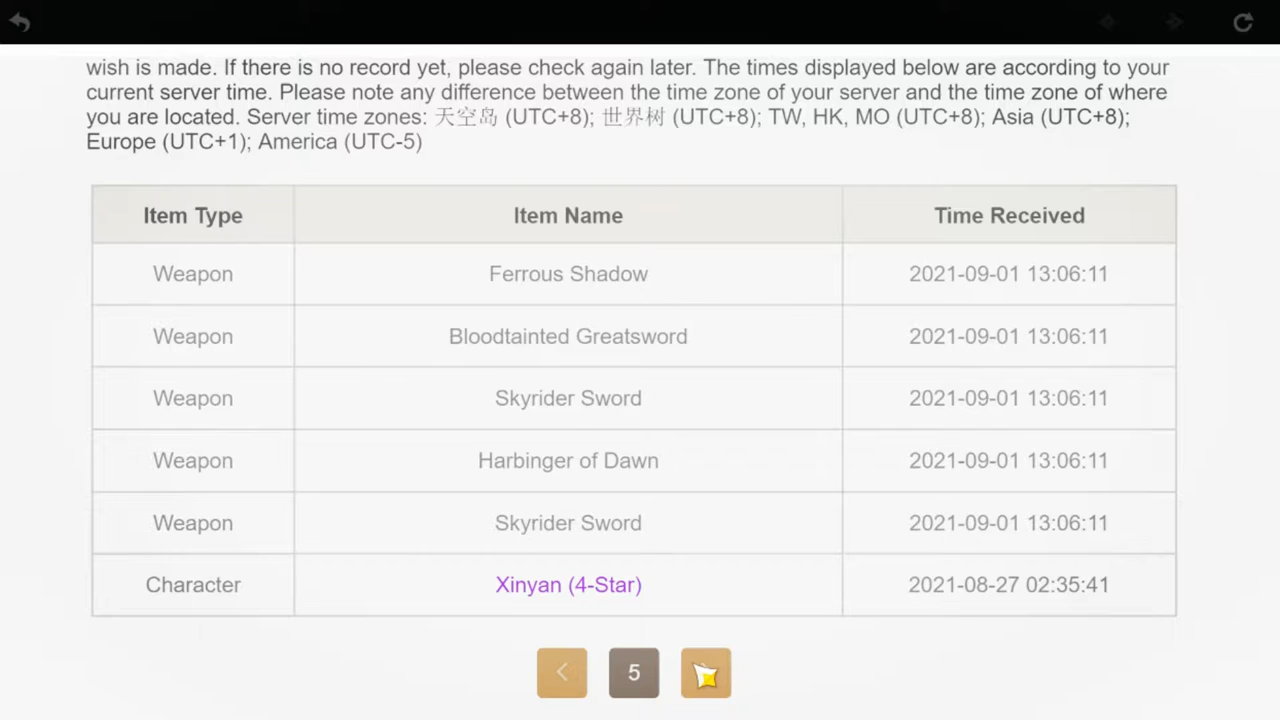 wish is made. If there is no record yet, please check again later. The times displayed below are according to your
current server time. Please note any difference between the time zone of your server and the time zone of where
you are located. Server time zones: 天空岛 (UTC+8); 世界树 (UTC+8); TW, HK, MO (UTC+8); Asia (UTC+8);
Europe (UTC+1); America (UTC-5)
Item Type Item Name Time Received
Weapon Ferrous Shadow 2021-09-01 13:06:11
Weapon Bloodtainted Greatsword 2021-09-01 13:06:11
Weapon Skyrider Sword 2021-09-01 13:06:11
Weapon Harbinger of Dawn 2021-09-01 13:06:11
Weapon Skyrider Sword 2021-09-01 13:06:11
Character Xinyan (4-Star) 2021-08-27 02:35:41
5